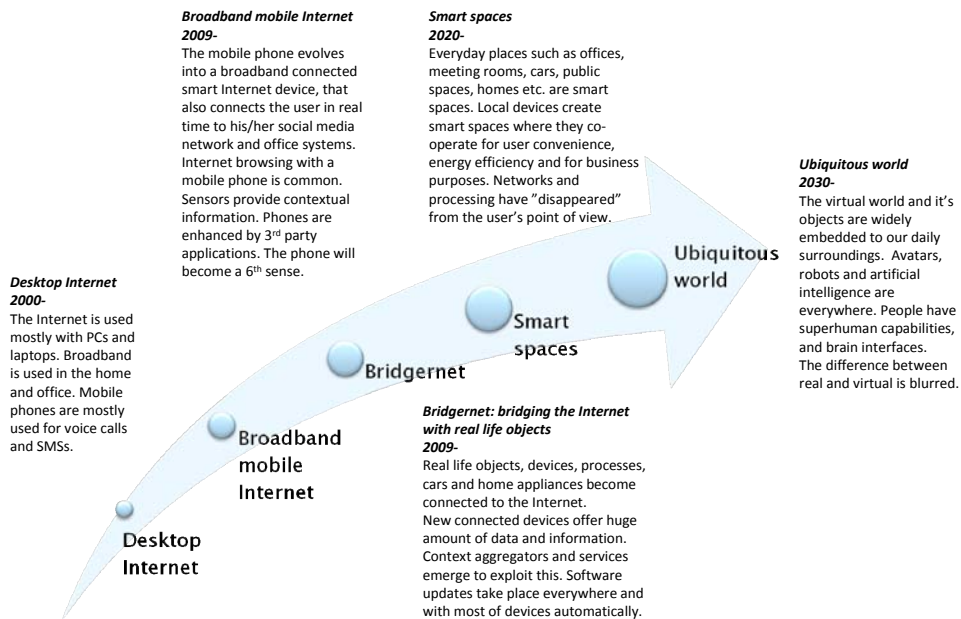 Broadband mobile Internet
2009-
The mobile phone evolves
into a broadband connected
smart Internet device, that
also connects the user in real
time to his/her social media
network and office systems.
Internet browsing with a
mobile phone is common.
Sensors provide contextual
information. Phones are
enhanced by 3rd party
applications. The phone will
become a 6th sense.
Smart spaces
2020-
Everyday places such as offices,
meeting rooms, cars, public
spaces, homes etc. are smart
spaces. Local devices create
smart spaces where they co-
operate for user convenience,
energy efficiency and for business
purposes. Networks and
processing have ”disappeared”
from the user’s point of view.
Ubiquitous world
2030-
The virtual world and it’s
objects are widely
embedded to our daily
surroundings. Avatars,
robots and artificial
intelligence are
everywhere. People have
superhuman capabilities,
and brain interfaces.
The difference between
real and virtual is blurred.
Desktop Internet
2000-
The Internet is used
mostly with PCs and
laptops. Broadband
is used in the home
and office. Mobile
phones are mostly
used for voice calls
and SMSs.
Ubiquitous
world
Smart
spaces
Bridgernet
Broadband
mobile
Internet
Desktop
Internet
Bridgernet: bridging the Internet
with real life objects
2009-
Real life objects, devices, processes,
cars and home appliances become
connected to the Internet.
New connected devices offer huge
amount of data and information.
Context aggregators and services
emerge to exploit this. Software
updates take place everywhere and
with most of devices automatically.